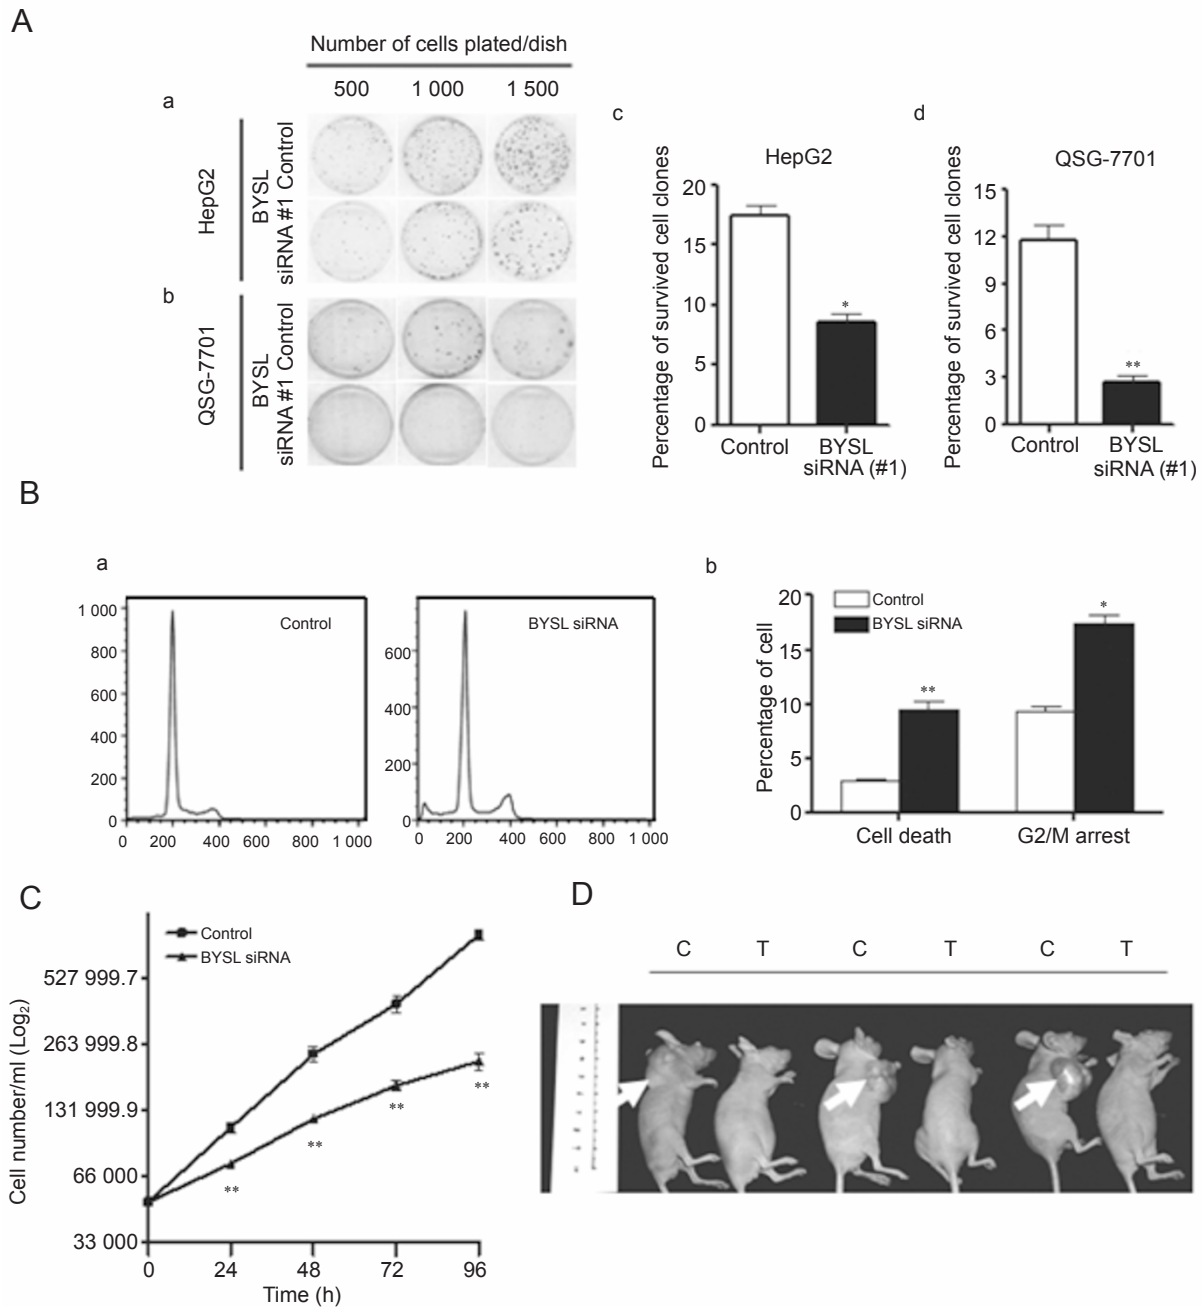 A
Number of cells plated/dish
500 1 000 1 500
a
HepG2
Control
BYSL
siRNA #1
b
QSG-7701
Control
BYSL
siRNA #1
c
HepG2
Percentage of survived cell clones
20
15
10
5
0
*
Control
BYSL
siRNA (#1)
d
QSG-7701
Percentage of survived cell clones
15
12
9
6
3
0
**
Control
BYSL
siRNA (#1)
B
a
Control
1 000
800
600
400
200
0
0 200 400 600 800 1 000
BYSL siRNA
600
400
200
0
0 200 400 600 800 1 000
b
Control
BYSL siRNA
Percentage of cell
20
15
10
5
0
**
*
Cell death G2/M arrest
C
Control
BYSL siRNA
Cell number/ml (Log2)
527 999.7
263 999.8
131 999.9
66 000
33 000
**
**
**
**
0 24 48 72 96
Time (h)
D
C T C T C T